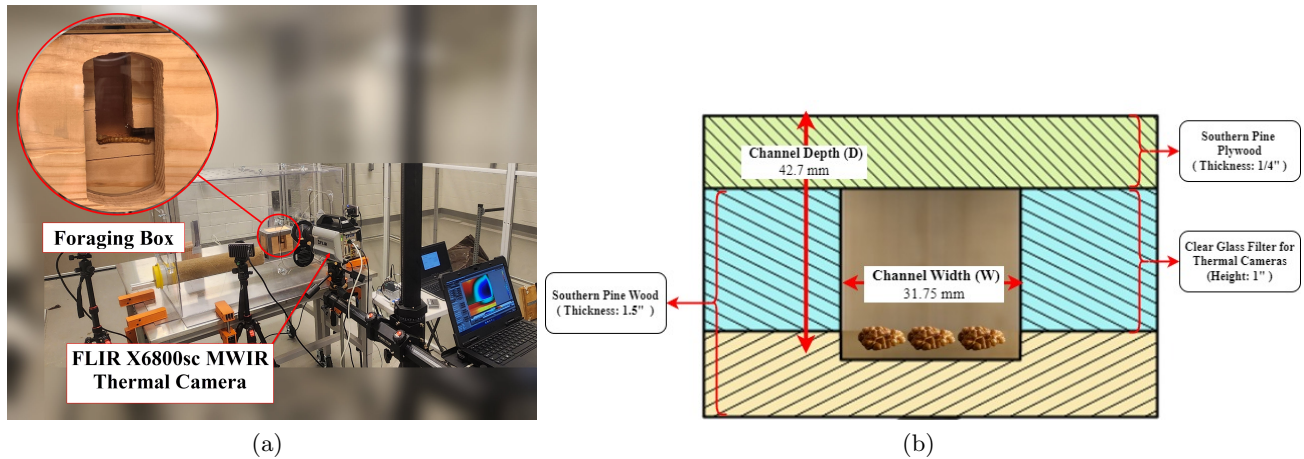 Foraging Box
FLIR X6800sc MWIR
Thermal Camera
(a)
Channel Depth (D)
42.7 mm
Channel Width (W)
31.75 mm
Southern Pine Wood
( Thickness: 1.5" )
Southern Pine
Plywood
( Thickness: 1/4" )
Clear Glass Filter for
Thermal Cameras
(Height: 1" )
(b)